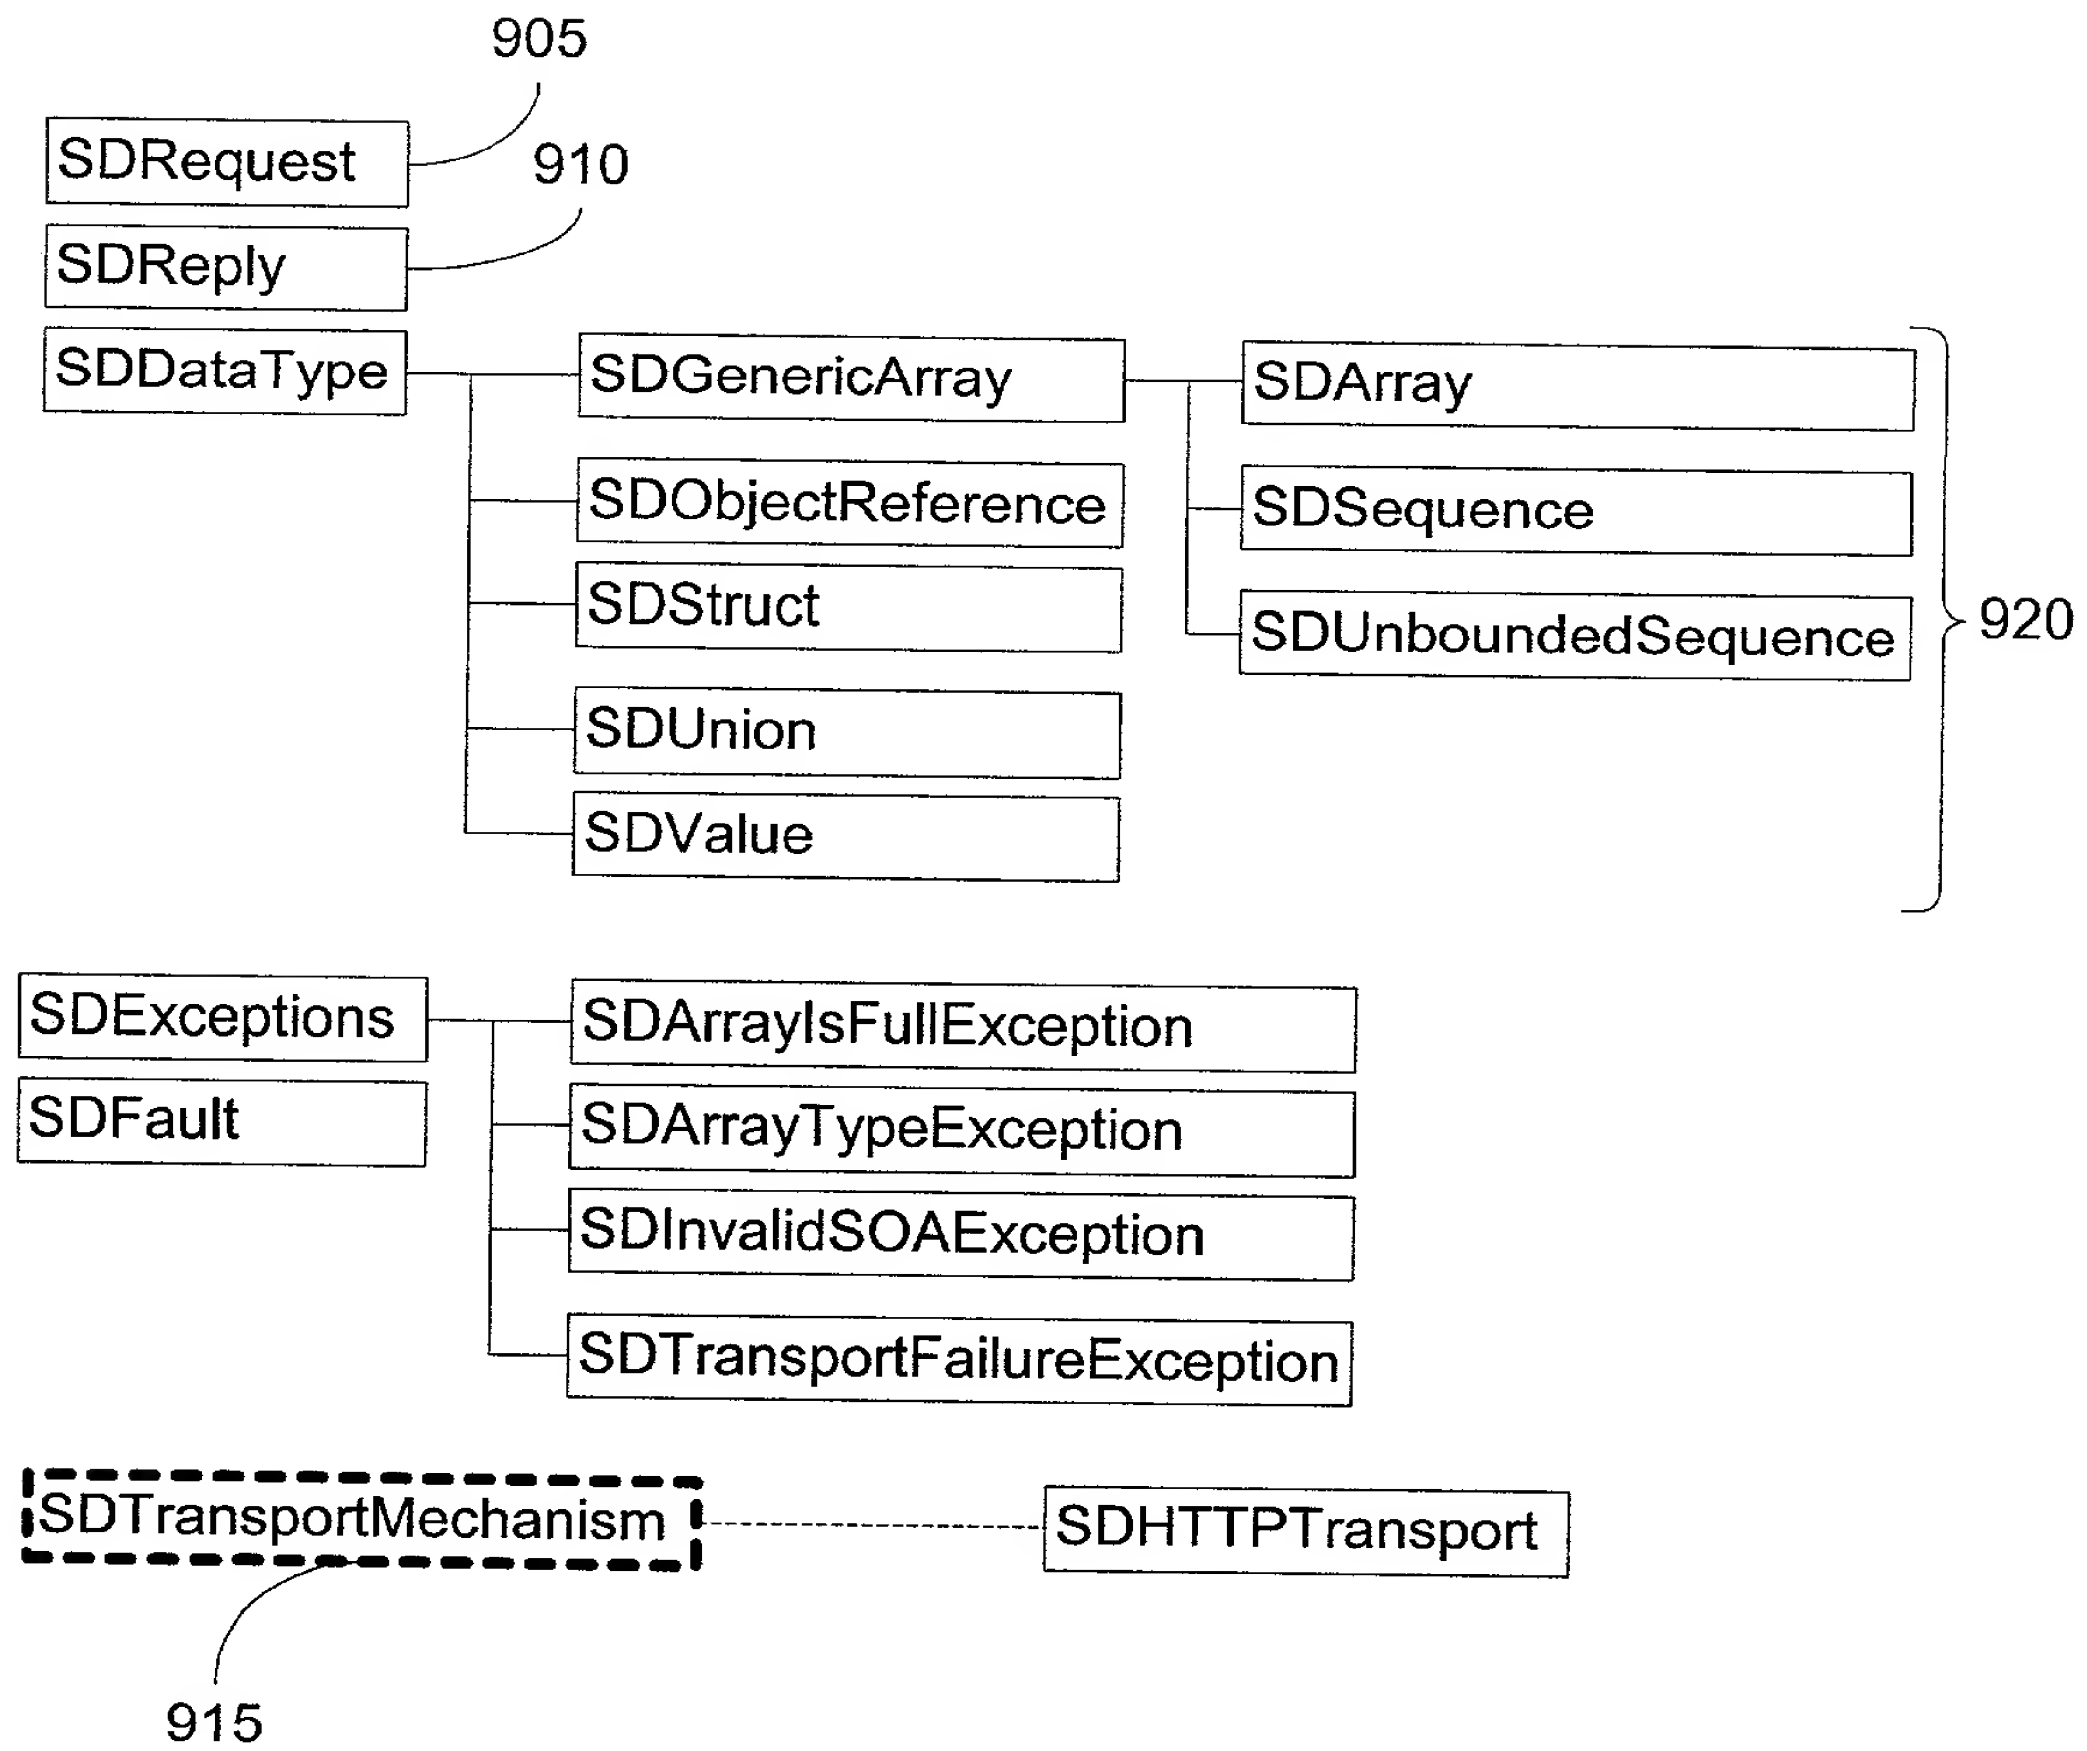 905
SDRequest
910
SDReply
SDDataType
SDGenericArray
SDArray
SDObjectReference
SDSequence
SDStruct
SDUnboundedSequence
920
SDUnion
SDValue
SDExceptions
SDArrayIsFullException
SDFault
SDArrayTypeException
SDInvalidSOAException
SDTransportFailureException
SDTransportMechanism
SDHTTPTransport
915